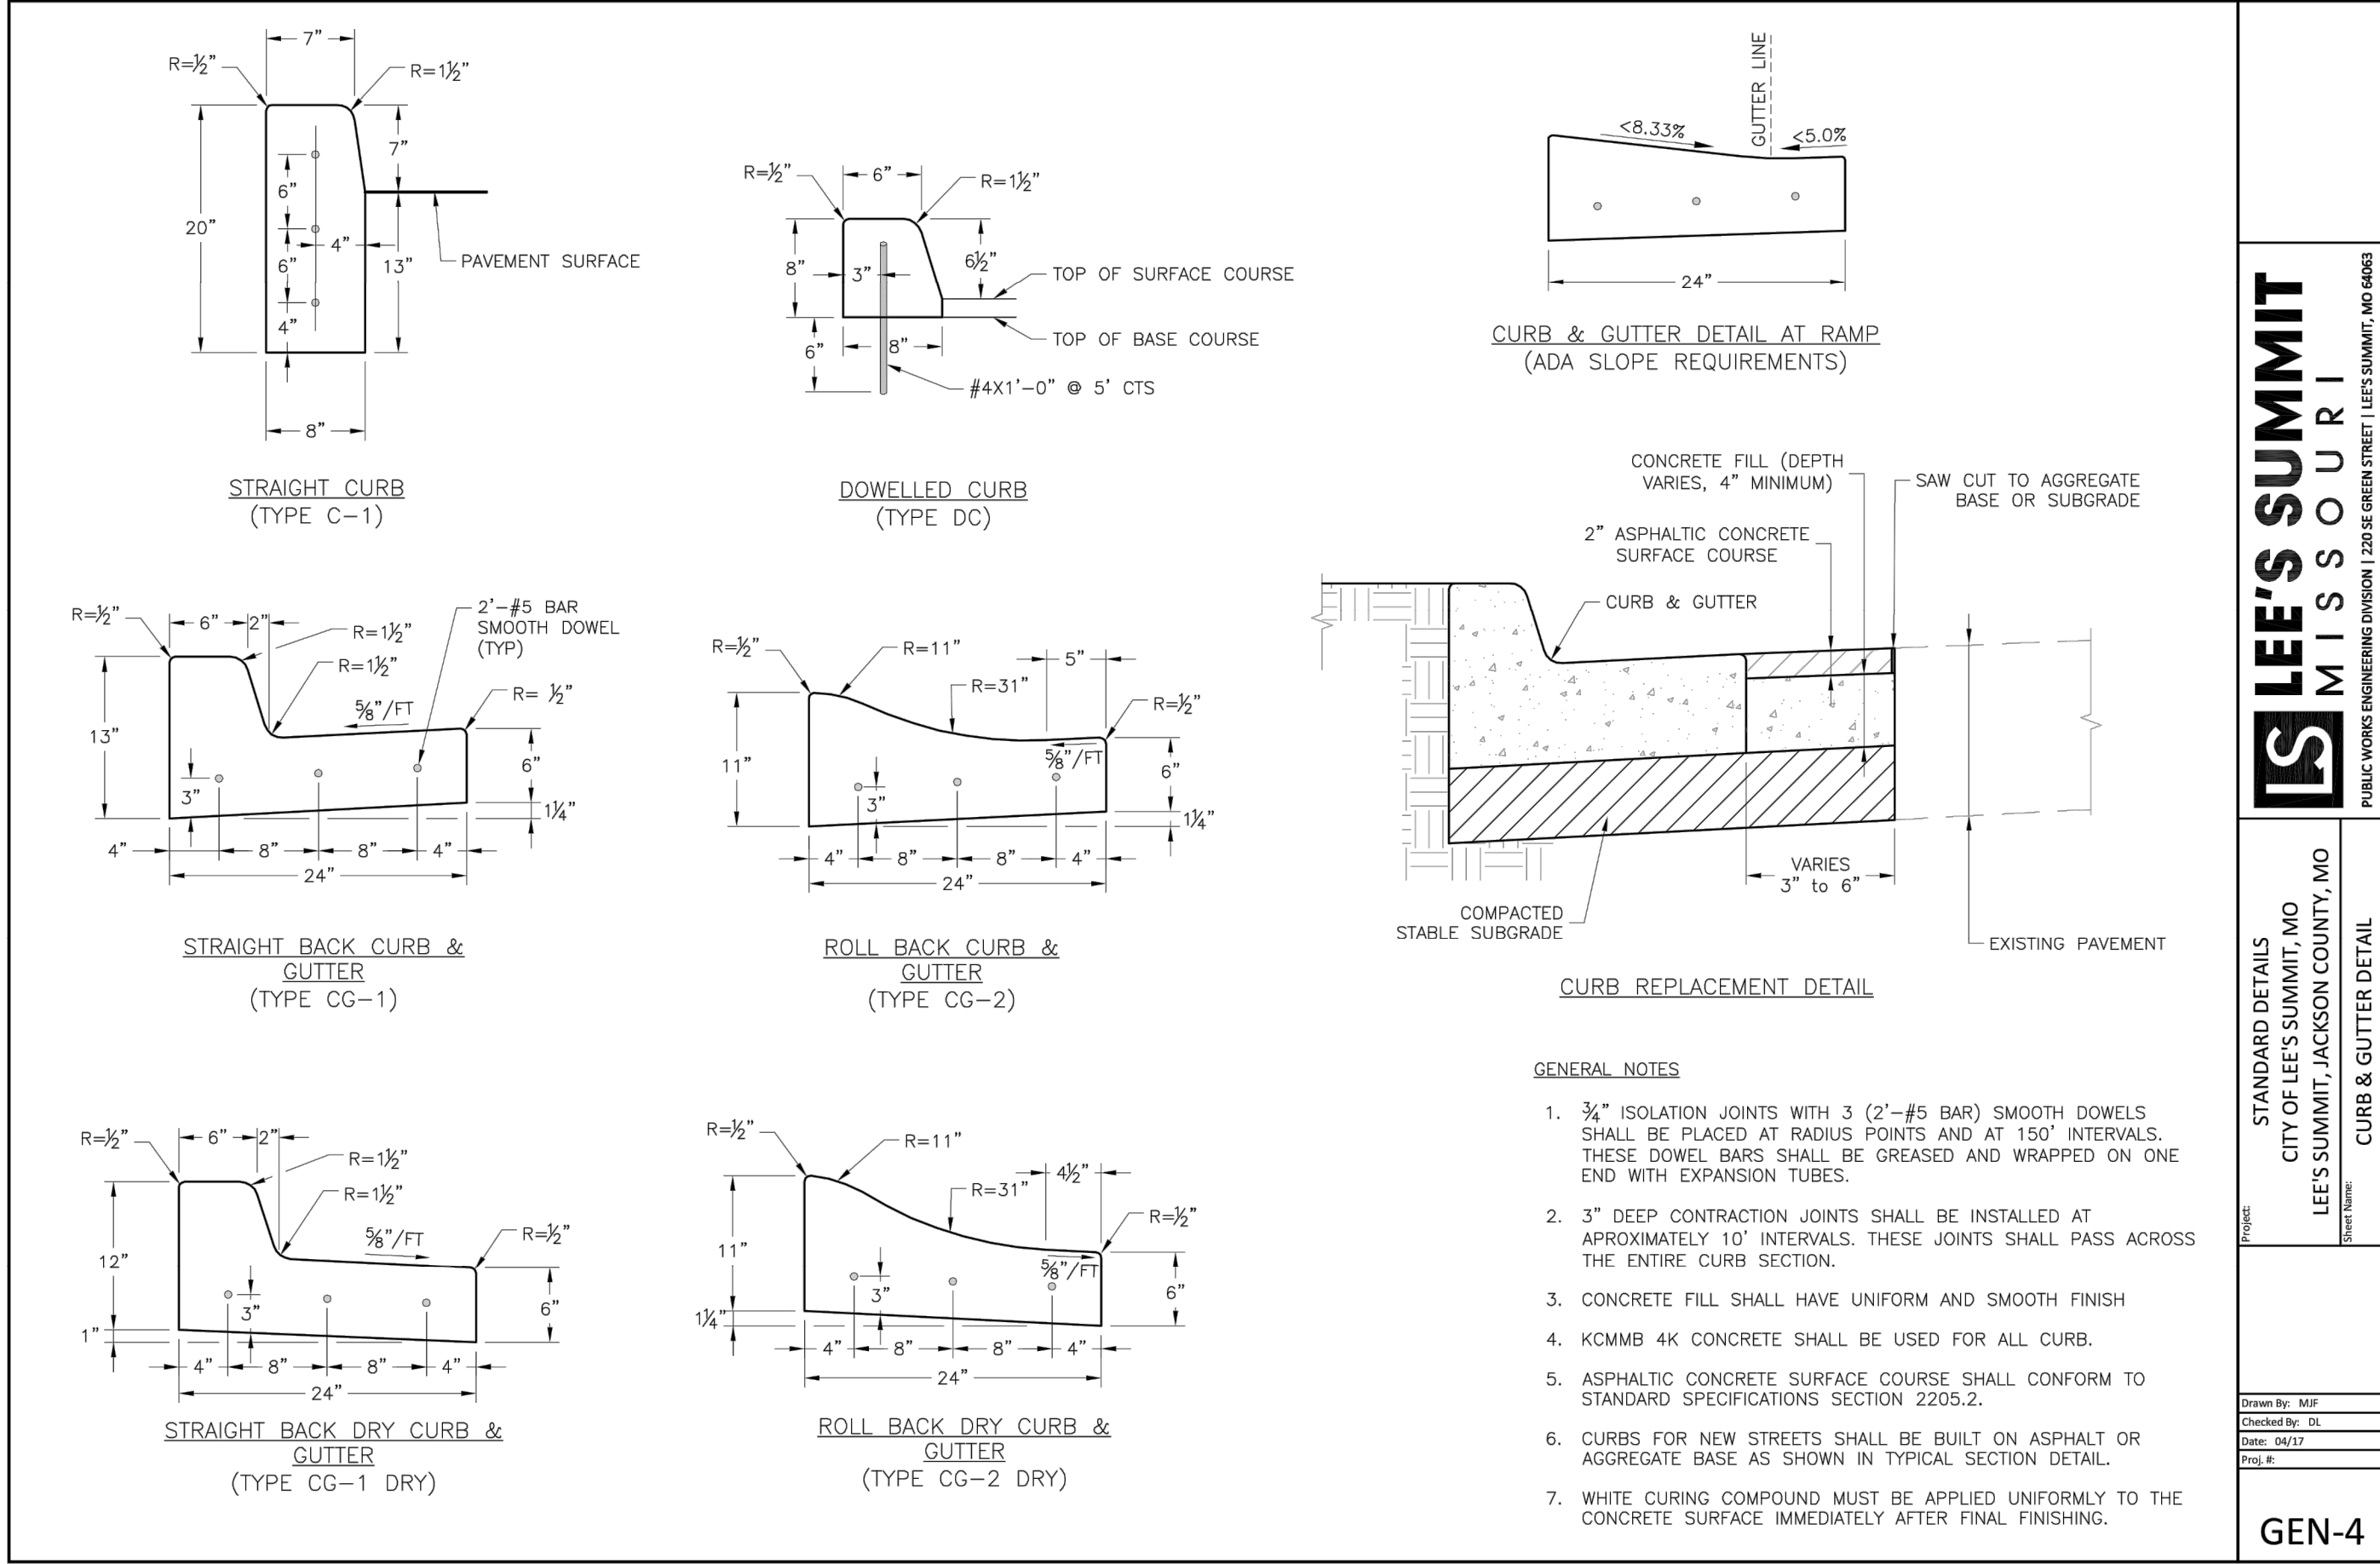 7”
R=½”
R=1½”
7”
6”
20”
4”
6”
13”
4”
PAVEMENT SURFACE
8”
STRAIGHT CURB
(TYPE C–1)
R=½”
6”
R=1½”
8”
3”
6½”
TOP OF SURFACE COURSE
TOP OF BASE COURSE
6”
8”
#4X1’–0” @ 5’ CTS
DOWELLED CURB
(TYPE DC)
GUTTER LINE
<8.33%
<5.0%
24”
CURB & GUTTER DETAIL AT RAMP
(ADA SLOPE REQUIREMENTS)
R=½”
6”
2”
R=1½”
R=1½”
2’–#5 BAR
SMOOTH DOWEL
(TYP)
R= ½”
⅝”/FT
13”
6”
3”
1¼”
4”
8”
8”
4”
24”
STRAIGHT BACK CURB &
GUTTER
(TYPE CG–1)
R=½”
R=11”
5”
R=31”
R=½”
⅝”/FT
11”
6”
3”
1¼”
4”
8”
8”
4”
24”
ROLL BACK CURB &
GUTTER
(TYPE CG–2)
CONCRETE FILL (DEPTH
VARIES, 4” MINIMUM)
SAW CUT TO AGGREGATE
BASE OR SUBGRADE
2” ASPHALTIC CONCRETE
SURFACE COURSE
CURB & GUTTER
VARIES
3” to 6”
COMPACTED
STABLE SUBGRADE
EXISTING PAVEMENT
CURB REPLACEMENT DETAIL
R=½”
6”
2”
R=1½”
R=1½”
⅝”/FT
R=½”
12”
3”
6”
1”
4”
8”
8”
4”
24”
STRAIGHT BACK DRY CURB &
GUTTER
(TYPE CG–1 DRY)
R=½”
R=11”
4½”
R=31”
R=½”
11”
⅝”/FT
3”
6”
1¼”
4”
8”
8”
4”
24”
ROLL BACK DRY CURB &
GUTTER
(TYPE CG–2 DRY)
GENERAL NOTES
1. ¾” ISOLATION JOINTS WITH 3 (2’–#5 BAR) SMOOTH DOWELS
SHALL BE PLACED AT RADIUS POINTS AND AT 150’ INTERVALS.
THESE DOWEL BARS SHALL BE GREASED AND WRAPPED ON ONE
END WITH EXPANSION TUBES.
2. 3” DEEP CONTRACTION JOINTS SHALL BE INSTALLED AT
APROXIMATELY 10’ INTERVALS. THESE JOINTS SHALL PASS ACROSS
THE ENTIRE CURB SECTION.
3. CONCRETE FILL SHALL HAVE UNIFORM AND SMOOTH FINISH
4. KCMMB 4K CONCRETE SHALL BE USED FOR ALL CURB.
5. ASPHALTIC CONCRETE SURFACE COURSE SHALL CONFORM TO
STANDARD SPECIFICATIONS SECTION 2205.2.
6. CURBS FOR NEW STREETS SHALL BE BUILT ON ASPHALT OR
AGGREGATE BASE AS SHOWN IN TYPICAL SECTION DETAIL.
7. WHITE CURING COMPOUND MUST BE APPLIED UNIFORMLY TO THE
CONCRETE SURFACE IMMEDIATELY AFTER FINAL FINISHING.
LS LEE'S SUMMIT
MISSOURI
PUBLIC WORKS ENGINEERING DIVISION | 220 SE GREEN STREET | LEE'S SUMMIT, MO 64063
Project:
STANDARD DETAILS
CITY OF LEE'S SUMMIT, MO
LEE'S SUMMIT, JACKSON COUNTY, MO
Sheet Name:
CURB & GUTTER DETAIL
Drawn By: MJF
Checked By: DL
Date: 04/17
Proj. #:
GEN-4